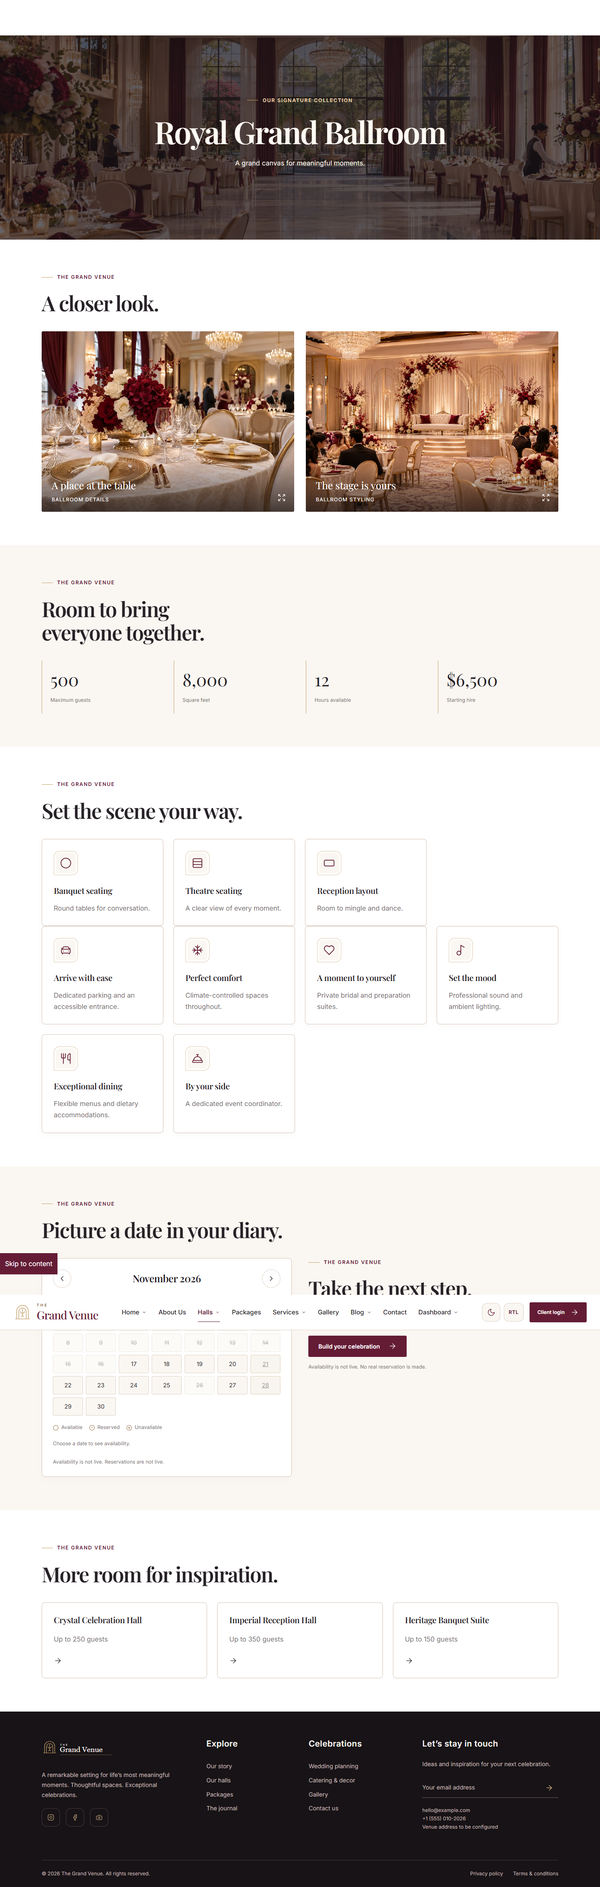 OUR SIGNATURE COLLECTION
Royal Grand Ballroom
A grand canvas for meaningful moments.
THE GRAND VENUE
A closer look.
A place at the table
BALLROOM DETAILS
The stage is yours
BALLROOM STYLING
THE GRAND VENUE
Room to bring
everyone together.
500
Maximum guests
8,000
Square feet
12
Hours available
$6,500
Starting hire
THE GRAND VENUE
Set the scene your way.
Banquet seating
Round tables for conversation.
Theatre seating
A clear view of every moment.
Reception layout
Room to mingle and dance.
Arrive with ease
Dedicated parking and an
accessible entrance.
Perfect comfort
Climate-controlled spaces
throughout.
A moment to yourself
Private bridal and preparation
suites.
Set the mood
Professional sound and
ambient lighting.
Exceptional dining
Flexible menus and dietary
accommodations.
By your side
A dedicated event coordinator.
THE GRAND VENUE
Picture a date in your diary.
Skip to content
November 2026
THE GRAND VENUE
Take the next step.
THE
Grand Venue
Home
About Us
Halls
Packages
Services
Gallery
Blog
Contact
Dashboard
RTL
Client login
8 9 10 11 12 13 14
15 16 17 18 19 20 21
22 23 24 25 26 27 28
29 30
Available Reserved Unavailable
Choose a date to see availability.
Availability is not live. Reservations are not live.
Build your celebration
Availability is not live. No real reservation is made.
THE GRAND VENUE
More room for inspiration.
Crystal Celebration Hall
Up to 250 guests
Imperial Reception Hall
Up to 350 guests
Heritage Banquet Suite
Up to 150 guests
THE
Grand Venue
A remarkable setting for life's most meaningful
moments. Thoughtful spaces. Exceptional
celebrations.
Explore
Our story
Our halls
Packages
The journal
Celebrations
Wedding planning
Catering & decor
Gallery
Contact us
Let's stay in touch
Ideas and inspiration for your next celebration.
Your email address
hello@example.com
+1 (555) 010-2026
Venue address to be configured
© 2026 The Grand Venue. All rights reserved.
Privacy policy
Terms & conditions